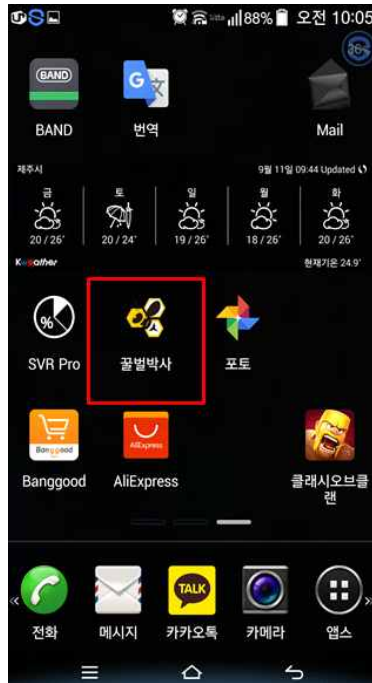 88% 오전 10:05
BAND
G 文
BAND 번역 Mail
제주시 9월 11일 09:44 Updated
금 토 일 월 화
20 / 26° 20 / 24° 19 / 26° 18 / 26° 20 / 26°
Kweather 현재기온 24.9°
%
SVR Pro 꿀벌박사 포토
Banggood AliExpress
Banggood AliExpress 클래시오브클
랜
TALK
전화 메시지 카카오톡 카메라 앱스